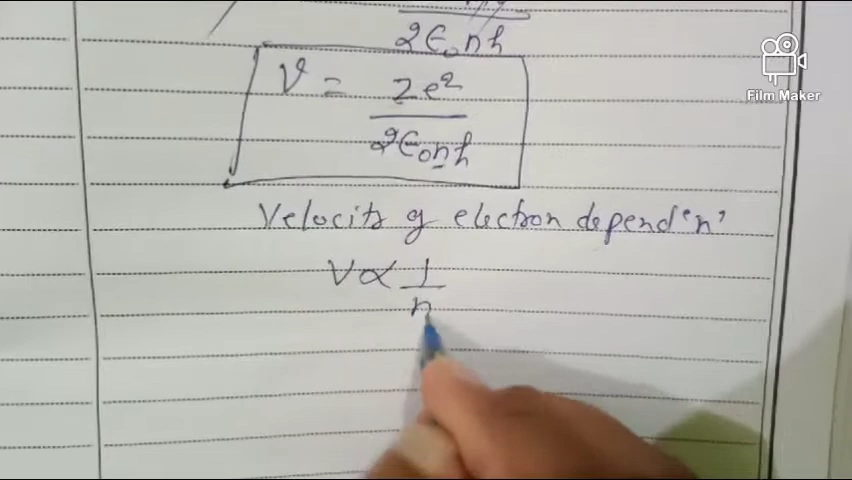 2ε₀nh
Film Maker
V = Ze²/2ε₀nh
Velocity of electron depend 'n'
V ∝ 1/n